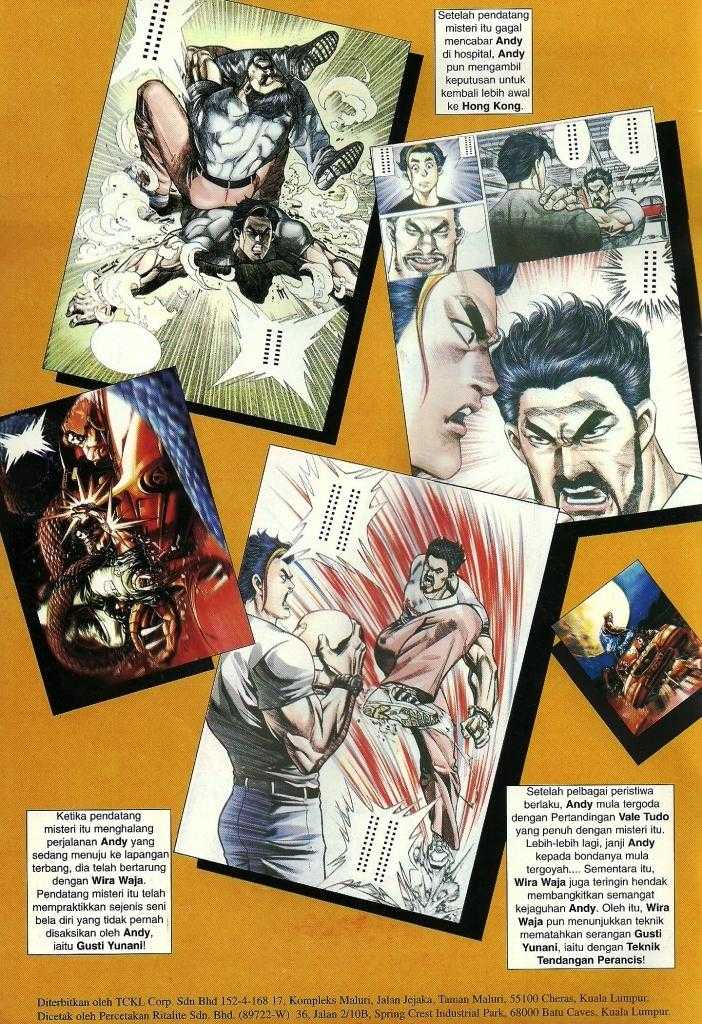 Setelah pendatang
misteri itu gagal
mencabar Andy
di hospital, Andy
pun mengambil
keputusan untuk
kembali lebih awal
ke Hong Kong.
Ketika pendatang
misteri itu menghalang
perjalanan Andy yang
sedang menuju ke lapangan
terbang, dia telah bertarung
dengan Wira Waja.
Pendatang misteri itu telah
mempraktikkan sejenis seni
bela diri yang tidak pernah
disaksikan oleh Andy,
iaitu Gusti Yunani!
Setelah pelbagai peristiwa
berlaku, Andy mula tergoda
dengan Pertandingan Vale Tudo
yang penuh dengan misteri itu.
Lebih-lebih lagi, janji Andy
kepada bondanya mula
tergoyah.... Sementara itu,
Wira Waja juga teringin hendak
membangkitkan semangat
kejaguhan Andy. Oleh itu, Wira
Waja pun menunjukkan teknik
mematahkan serangan Gusti
Yunani, iaitu dengan Teknik
Tendangan Perancis!
Diterbitkan oleh TCKL Corp. Sdn Bhd 152-4-168 17, Kompleks Maluri, Jalan Jejaka, Taman Maluri, 55100 Cheras, Kuala Lumpur.
Dicetak oleh Percetakan Ritalite Sdn. Bhd. (89722-W) 36, Jalan 2/10B, Spring Crest Industrial Park, 68000 Batu Caves, Kuala Lumpur.